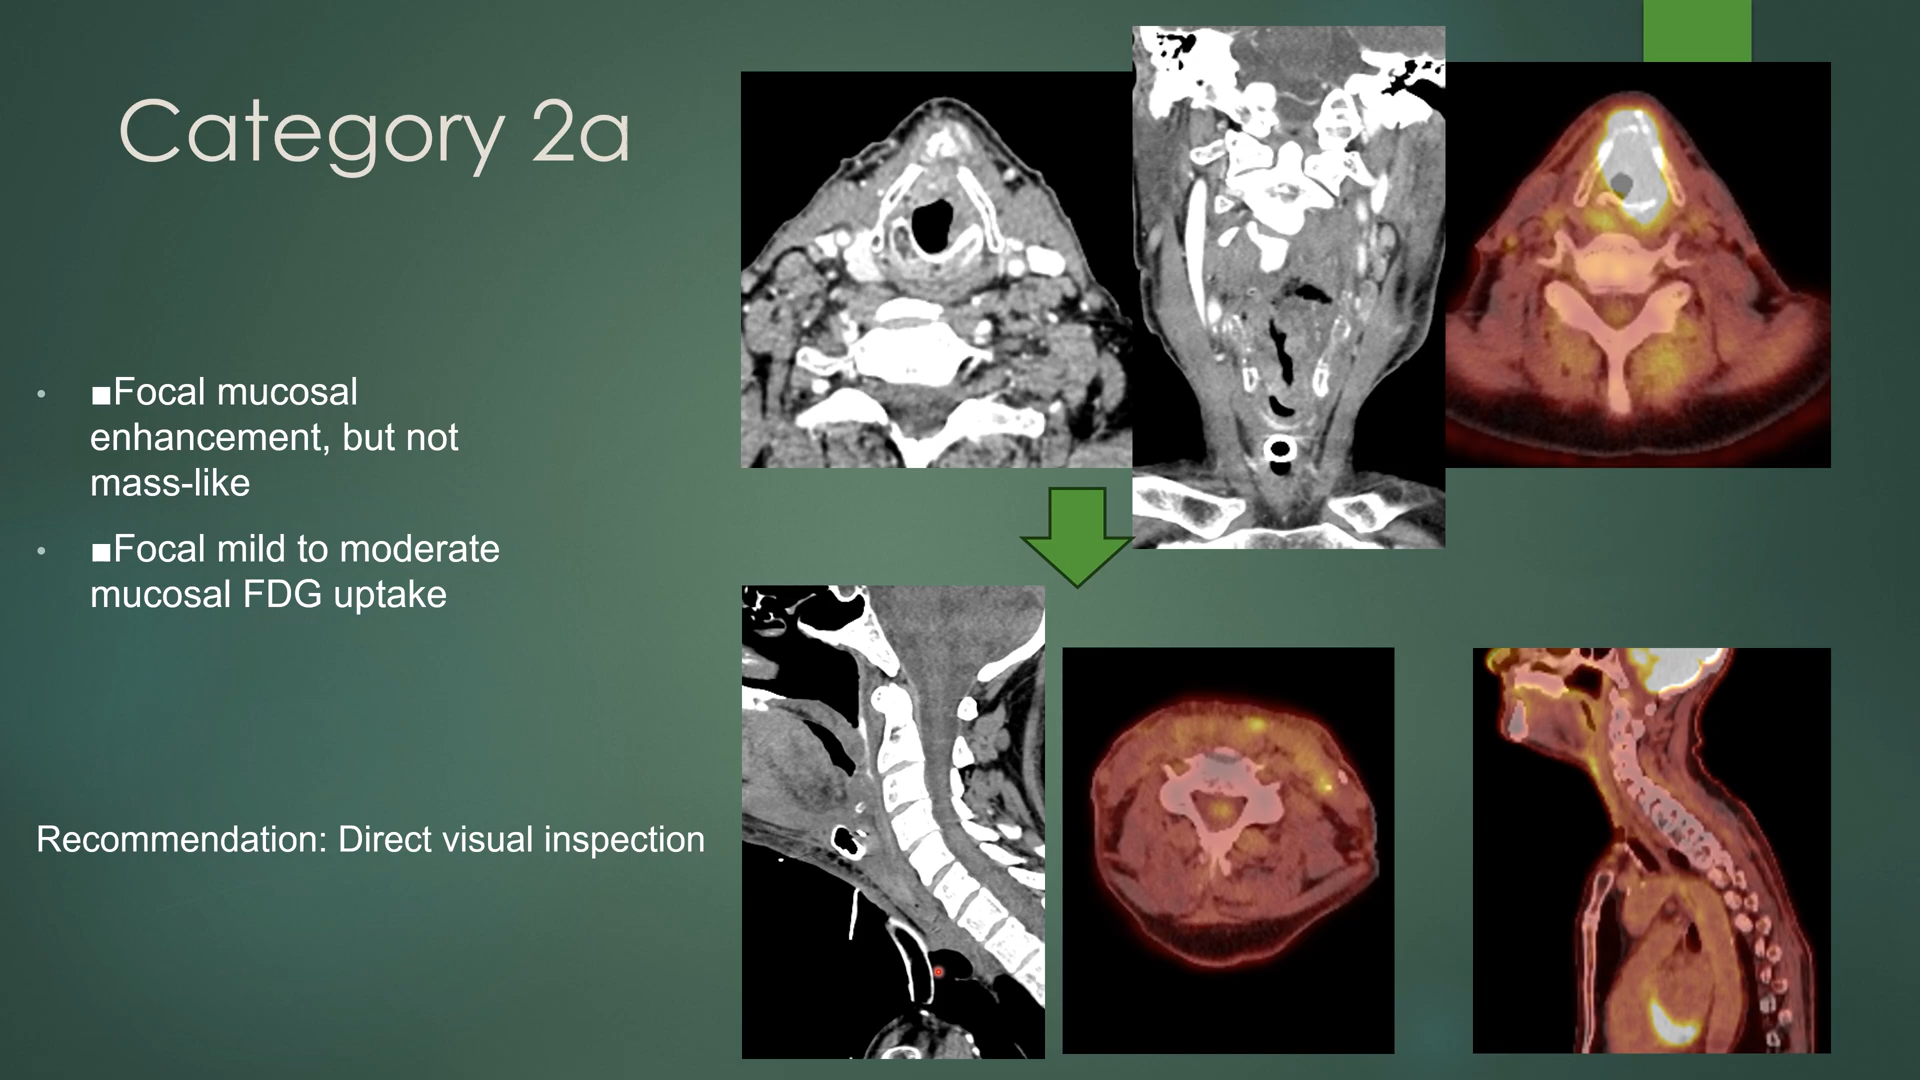 Category 2a
• ■Focal mucosal
enhancement, but not
mass-like
• ■Focal mild to moderate
mucosal FDG uptake
Recommendation: Direct visual inspection